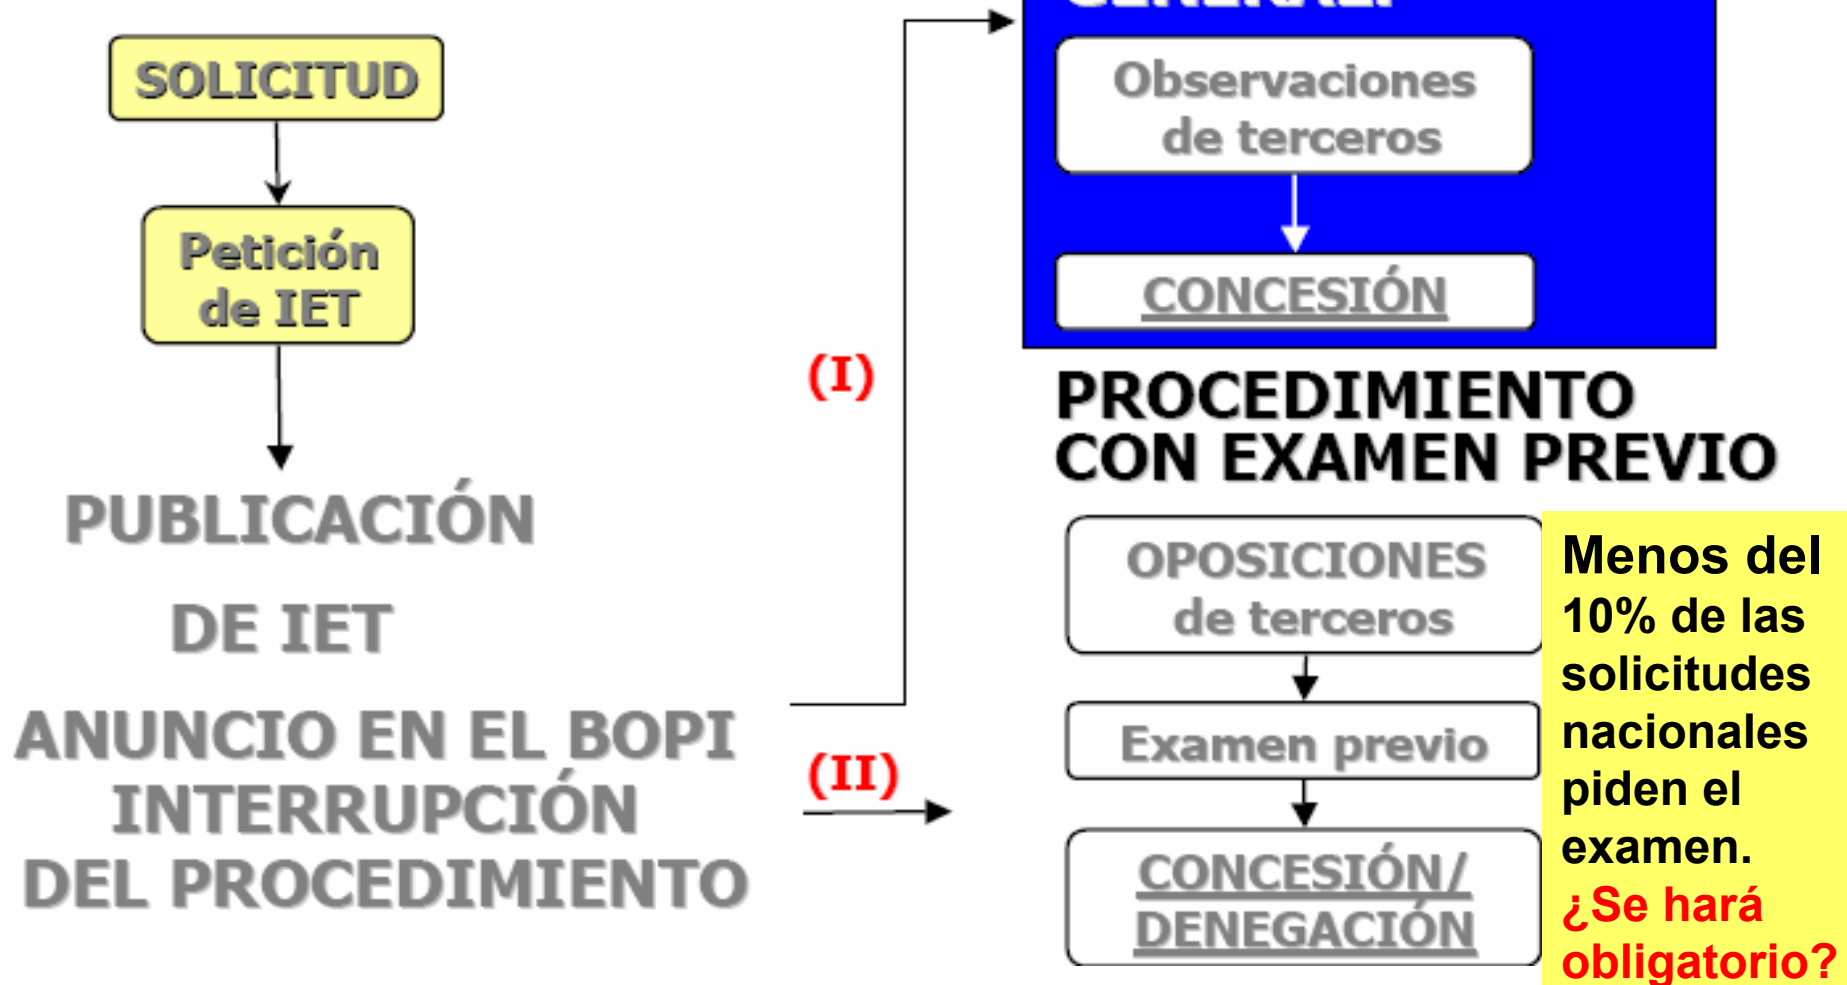 SOLICITUD
Petición
de IET
PUBLICACIÓN
DE IET
ANUNCIO EN EL BOPI
INTERRUPCIÓN
DEL PROCEDIMIENTO
(I)
(II)
Observaciones
de terceros
CONCESIÓN
PROCEDIMIENTO
CON EXAMEN PREVIO
OPOSICIONES
de terceros
Examen previo
CONCESIÓN/
DENEGACIÓN
Menos del
10% de las
solicitudes
nacionales
piden el
examen.
¿Se hará
obligatorio?